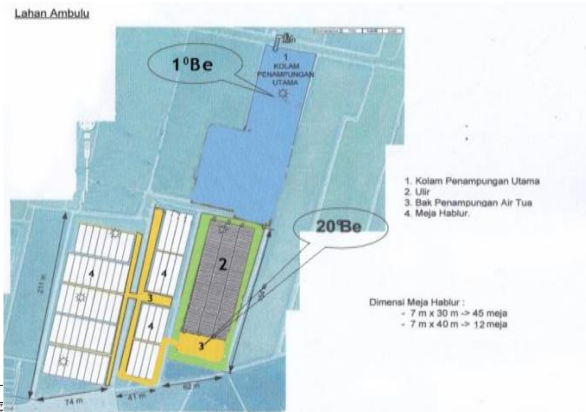 Lahan Ambulu
1
KOLAM
PENAMPUNGAN
UTAMA
1⁰Be
20⁰Be
1. Kolam Penampungan Utama
2. Ulir
3. Bak Penampungan Air Tua
4. Meja Hablur.
4
4
2
3
4
3
211 m
74 m
41 m
62 m
Dimensi Meja Hablur :
- 7 m x 30 m -> 45 meja
- 7 m x 40 m -> 12 meja